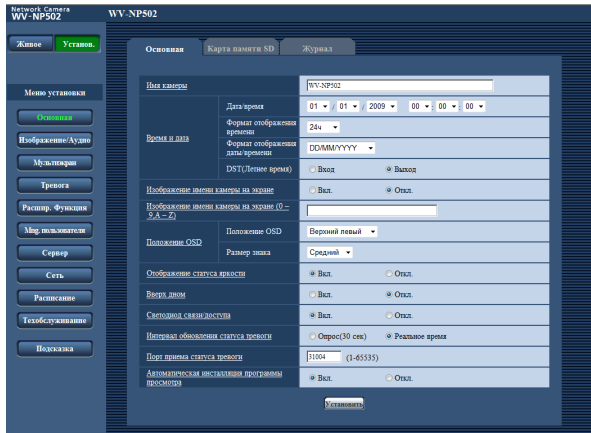 Network Camera
WV-NP502
WV-NP502
Живое
Установ.
Меню установки
Основная
Изображение/Аудио
Мультиэкран
Тревога
Расшир. Функция
Mng. пользователя
Сервер
Сеть
Расписание
Техобслуживание
Подсказка
Основная
Карта памяти SD
Журнал
Имя камеры
WV-NP502
Время и дата
Дата/время
01 / 01 / 2009 - 00 : 00 : 00
Формат отображения
времени
24ч
Формат отображения
даты/времени
DD/MM/YYYY
DST(Летнее время)
Вход
Выход
Изображение имени камеры на экране
Вкл.
Откл.
Изображение имени камеры на экране (0 –
9,A – Z)
Положение OSD
Положение OSD
Верхний левый
Размер знака
Средний
Отображение статуса яркости
Вкл.
Откл.
Вверх дном
Вкл.
Откл.
Светодиод связи/доступа
Вкл.
Откл.
Интервал обновления статуса тревоги
Опрос(30 сек)
Реальное время
Порт приема статуса тревоги
31004
(1-65535)
Автоматическая инсталляция программы
просмотра
Вкл.
Откл.
Установить